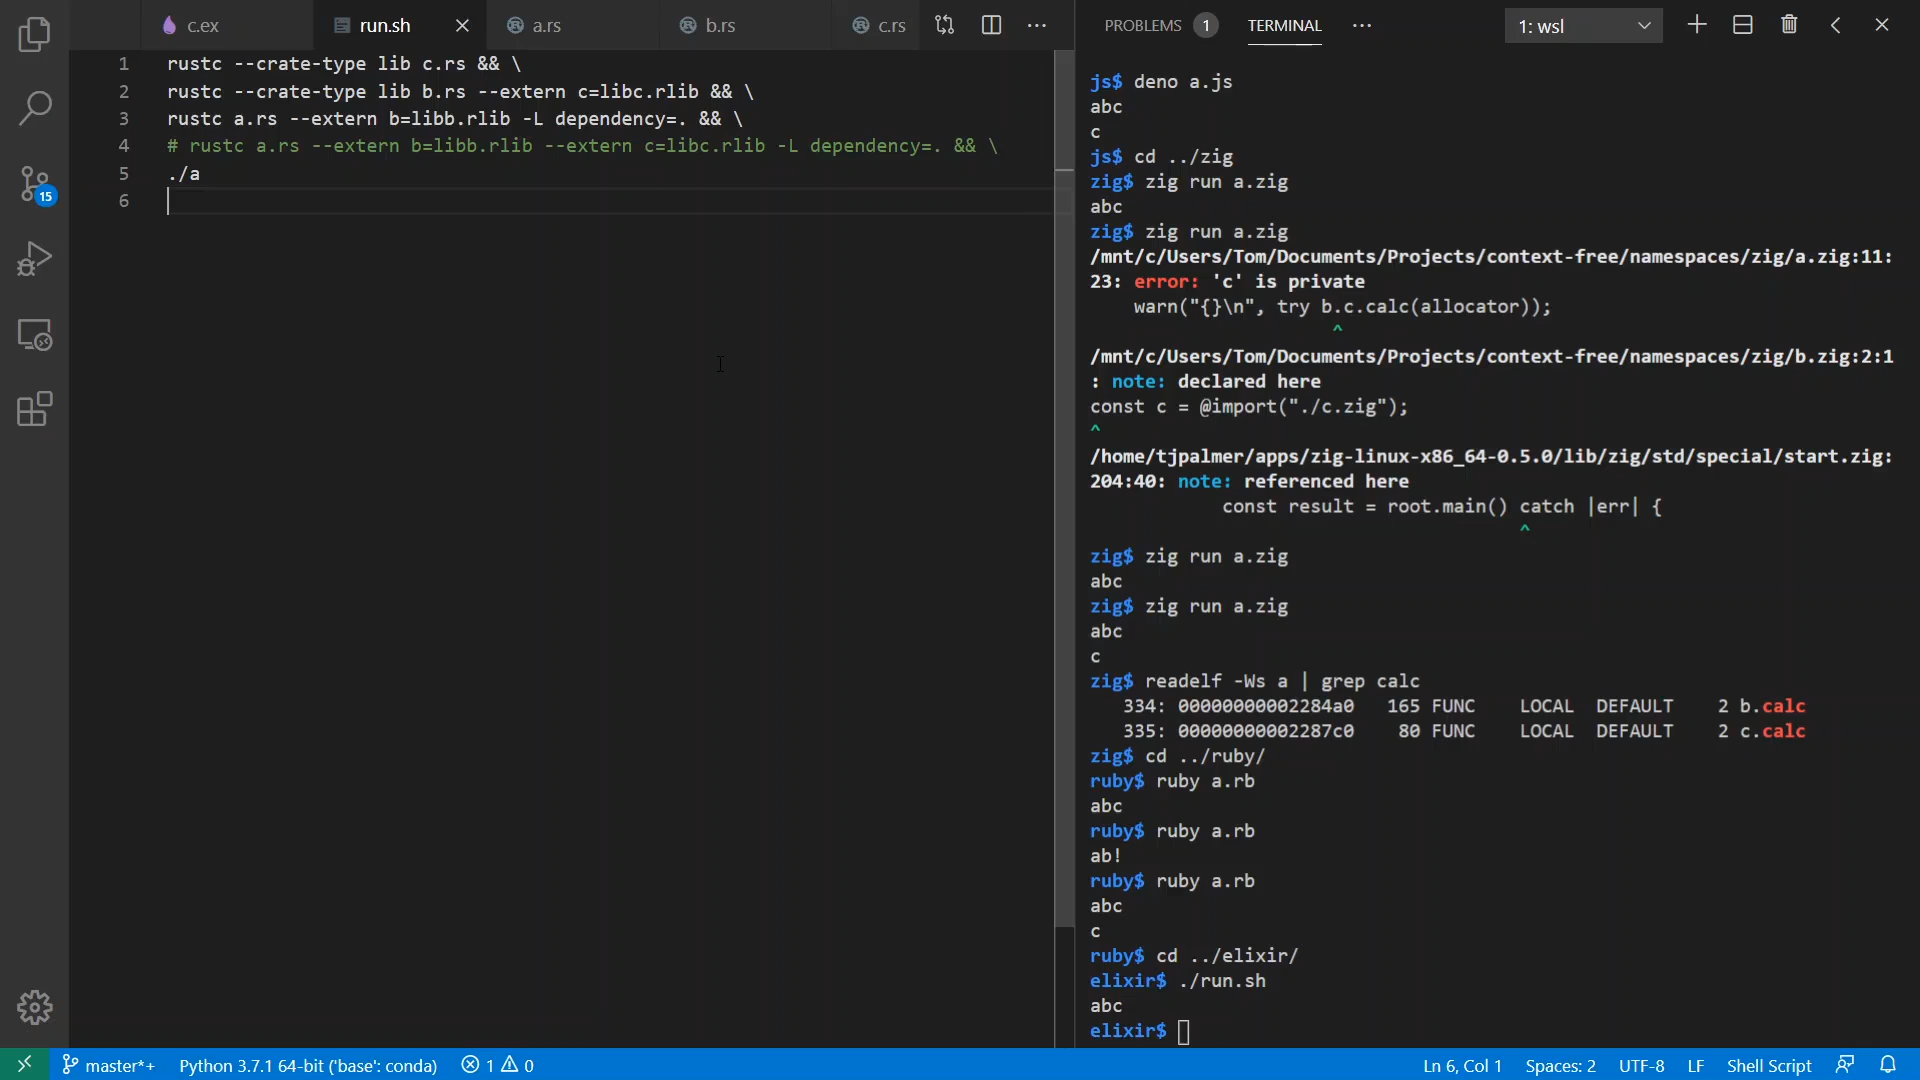 c.ex
run.sh
a.rs
b.rs
c.rs
PROBLEMS 1
TERMINAL
1: wsl
1 rustc --crate-type lib c.rs && \
2 rustc --crate-type lib b.rs --extern c=libc.rlib && \
3 rustc a.rs --extern b=libb.rlib -L dependency=. && \
4 # rustc a.rs --extern b=libb.rlib --extern c=libc.rlib -L dependency=. && \
5 ./a
6
15
js$ deno a.js
abc
c
js$ cd ../zig
zig$ zig run a.zig
abc
zig$ zig run a.zig
/mnt/c/Users/Tom/Documents/Projects/context-free/namespaces/zig/a.zig:11:
23: error: 'c' is private
    warn("{}\n", try b.c.calc(allocator));
^
/mnt/c/Users/Tom/Documents/Projects/context-free/namespaces/zig/b.zig:2:1
: note: declared here
const c = @import("./c.zig");
^
/home/tjpalmer/apps/zig-linux-x86_64-0.5.0/lib/zig/std/special/start.zig:
204:40: note: referenced here
            const result = root.main() catch |err| {
^
zig$ zig run a.zig
abc
zig$ zig run a.zig
abc
c
zig$ readelf -Ws a | grep calc
   334: 00000000002284a0   165 FUNC    LOCAL  DEFAULT    2 b.calc
   335: 00000000002287c0    80 FUNC    LOCAL  DEFAULT    2 c.calc
zig$ cd ../ruby/
ruby$ ruby a.rb
abc
ruby$ ruby a.rb
ab!
ruby$ ruby a.rb
abc
c
ruby$ cd ../elixir/
elixir$ ./run.sh
abc
elixir$
master*+
Python 3.7.1 64-bit ('base': conda)
1
0
Ln 6, Col 1
Spaces: 2
UTF-8
LF
Shell Script